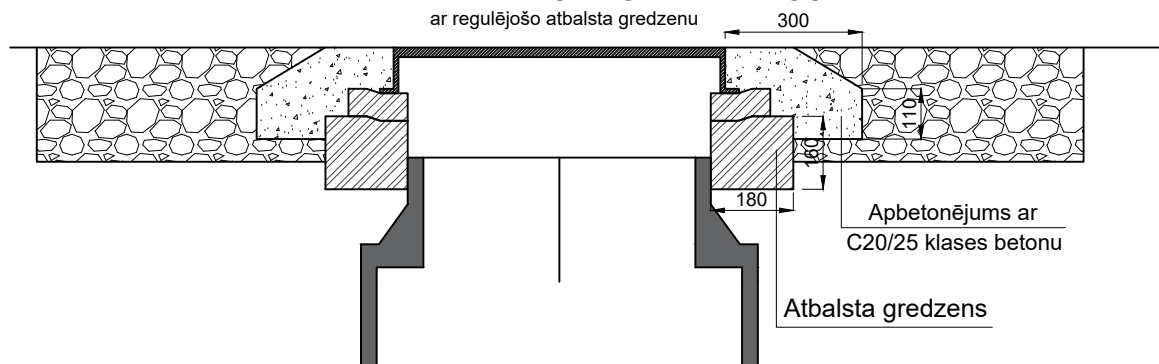 ar regulējošo atbalsta gredzenu
300
110
160
180
Apbetonējums ar
C20/25 klases betonu
Atbalsta gredzens